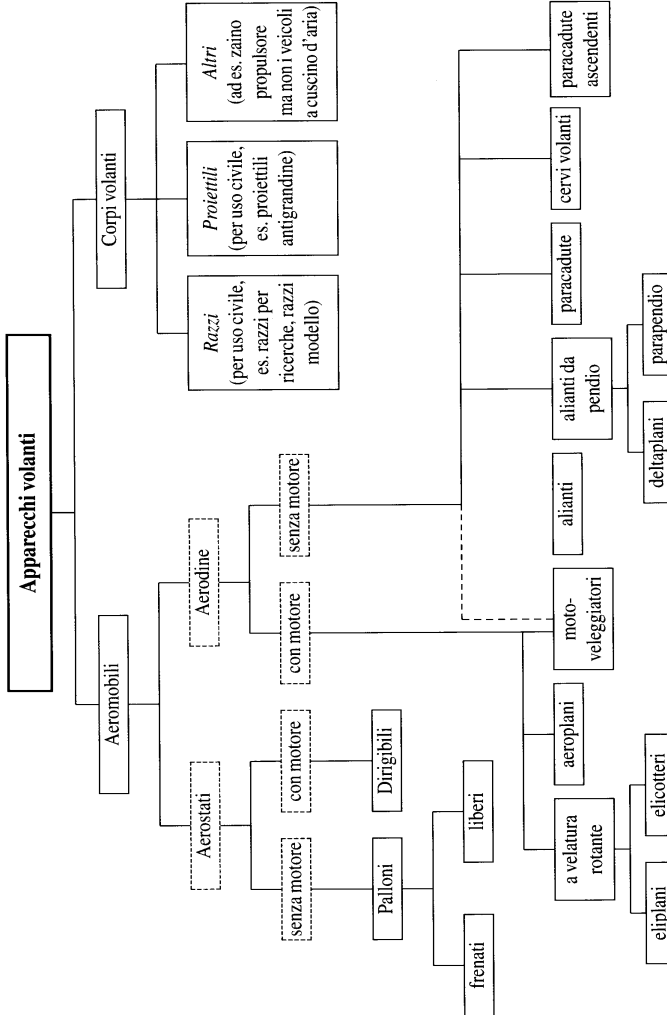 Apparecchi volanti
Aeromobili
Corpi volanti
Aerostati
Aerodine
Razzi
(per uso civile,
es. razzi per
ricerche, razzi
modello)
Proiettili
(per uso civile,
es. proiettili
antigrandine)
Altri
(ad es. zaino
propulsore
ma non i veicoli
a cuscino d'aria)
senza motore
con motore
con motore
senza motore
Palloni
Dirigibili
frenati
liberi
a velatura
rotante
aeroplani
moto-
veleggiatori
alianti
alianti da
pendio
paracadute
cervi volanti
paracadute
ascendenti
eliplani
elicotteri
deltaplani
parapendio